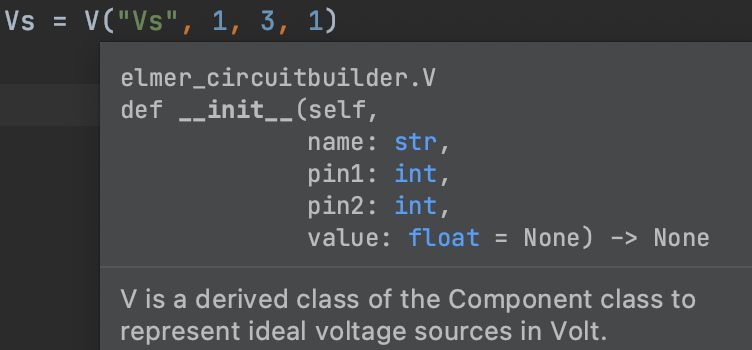 Vs = V("Vs", 1, 3, 1)
elmer_circuitbuilder.V
def __init__(self,
name: str,
pin1: int,
pin2: int,
value: float = None) -> None
V is a derived class of the Component class to
represent ideal voltage sources in Volt.